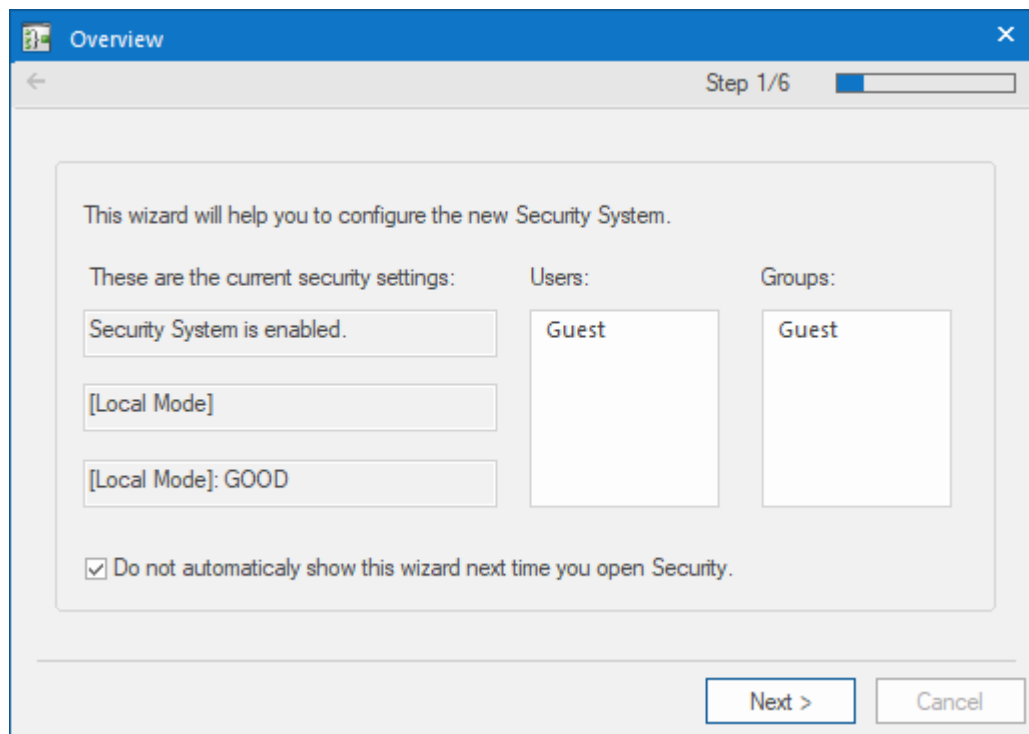 Overview
Step 1/6
This wizard will help you to configure the new Security System.
These are the current security settings: Users: Groups:
Security System is enabled. Guest Guest
[Local Mode]
[Local Mode]: GOOD
Do not automaticaly show this wizard next time you open Security.
Next > Cancel